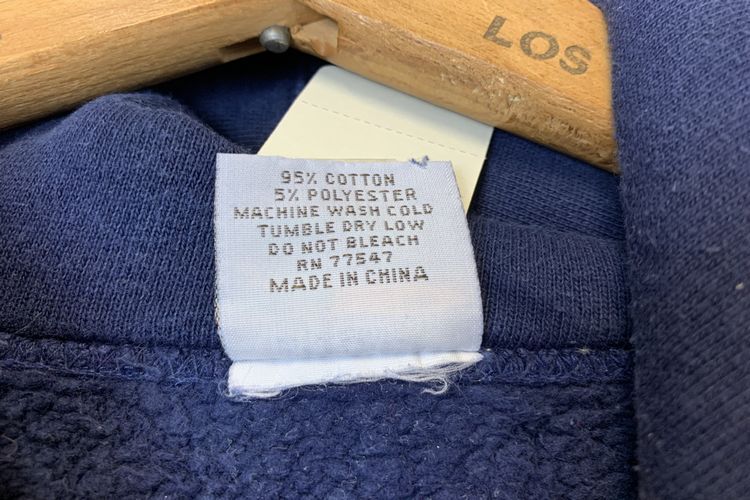 LOS
95% COTTON
5% POLYESTER
MACHINE WASH COLD
TUMBLE DRY LOW
DO NOT BLEACH
RN 77547
MADE IN CHINA